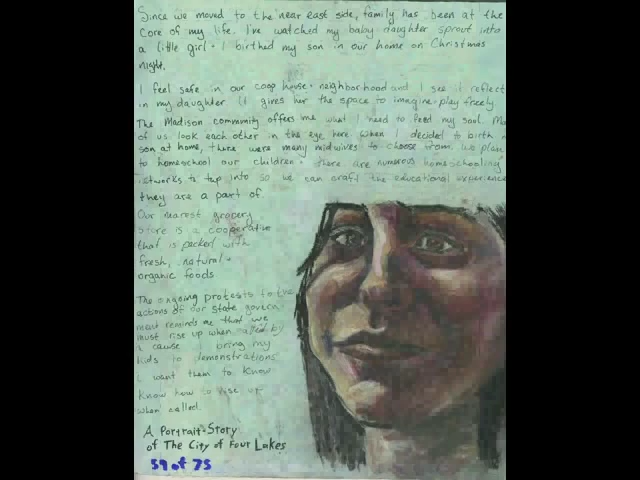 Since we moved to the near east side, family has been at the
core of my life. I've watched my baby daughter sprout into
a little girl + I birthed my son in our home on Christmas
night.
I feel safe in our coop house + neighborhood and I see it reflect
in my daughter (it gives her the space to imagine + play freely
The Madison community offers me what I need to feed my soul.
of us look each other in the eye here. When I decided to birth
son at home, there were many midwives to choose from. We plan
to homeschool our children + there are numerous homeschooling
networks to tap into so we can craft the educational experience
they are a part of.
Our nearest grocery
store is a cooperative
that is packed with
fresh, natural +
organic foods
The ongoing protests to the
actions of our state govern
ment reminds me that we
must rise up when called by
a cause. I bring my
kids to demonstrations
I want them to know
know how to rise up
when called.
A Portrait-Story
of The City of Four Lakes
59 of 75